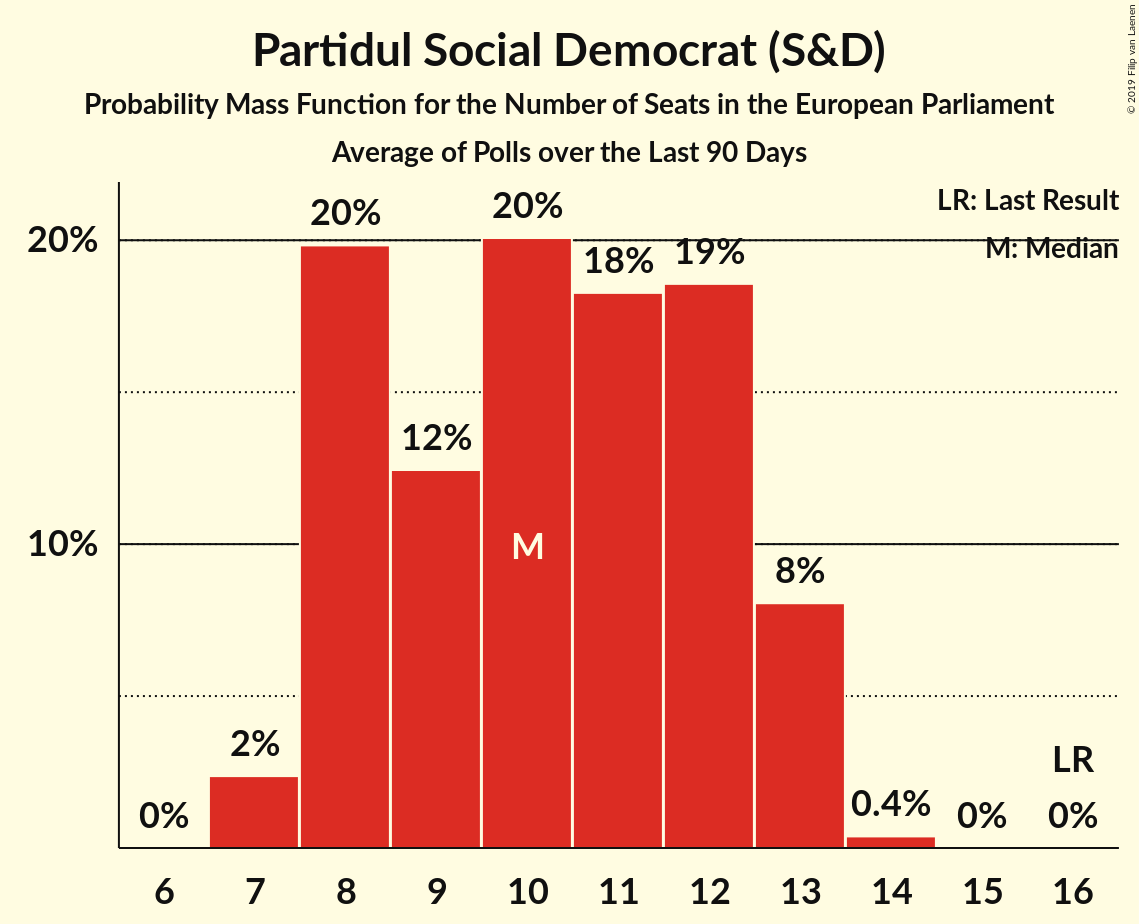 Partidul Social Democrat (S&D)
Probability Mass Function for the Number of Seats in the European Parliament
Average of Polls over the Last 90 Days
© 2019 Filip van Laenen
LR: Last Result
M: Median
20%
10%
0%
2%
20%
12%
20%
18%
19%
8%
0.4%
0%
0%
LR
M
6 7 8 9 10 11 12 13 14 15 16